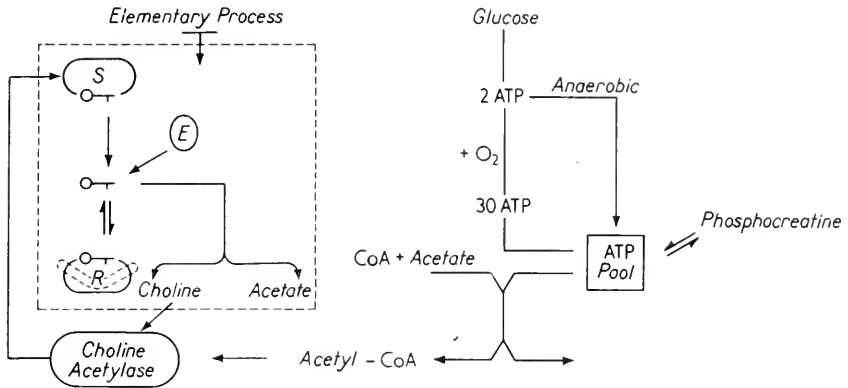 Elementary Process
S
E
R
Choline
Acetate
Choline
Acetylase
Acetyl – CoA
Glucose
2 ATP
Anaerobic
+ O₂
30 ATP
Phosphocreatine
ATP
Pool
CoA + Acetate